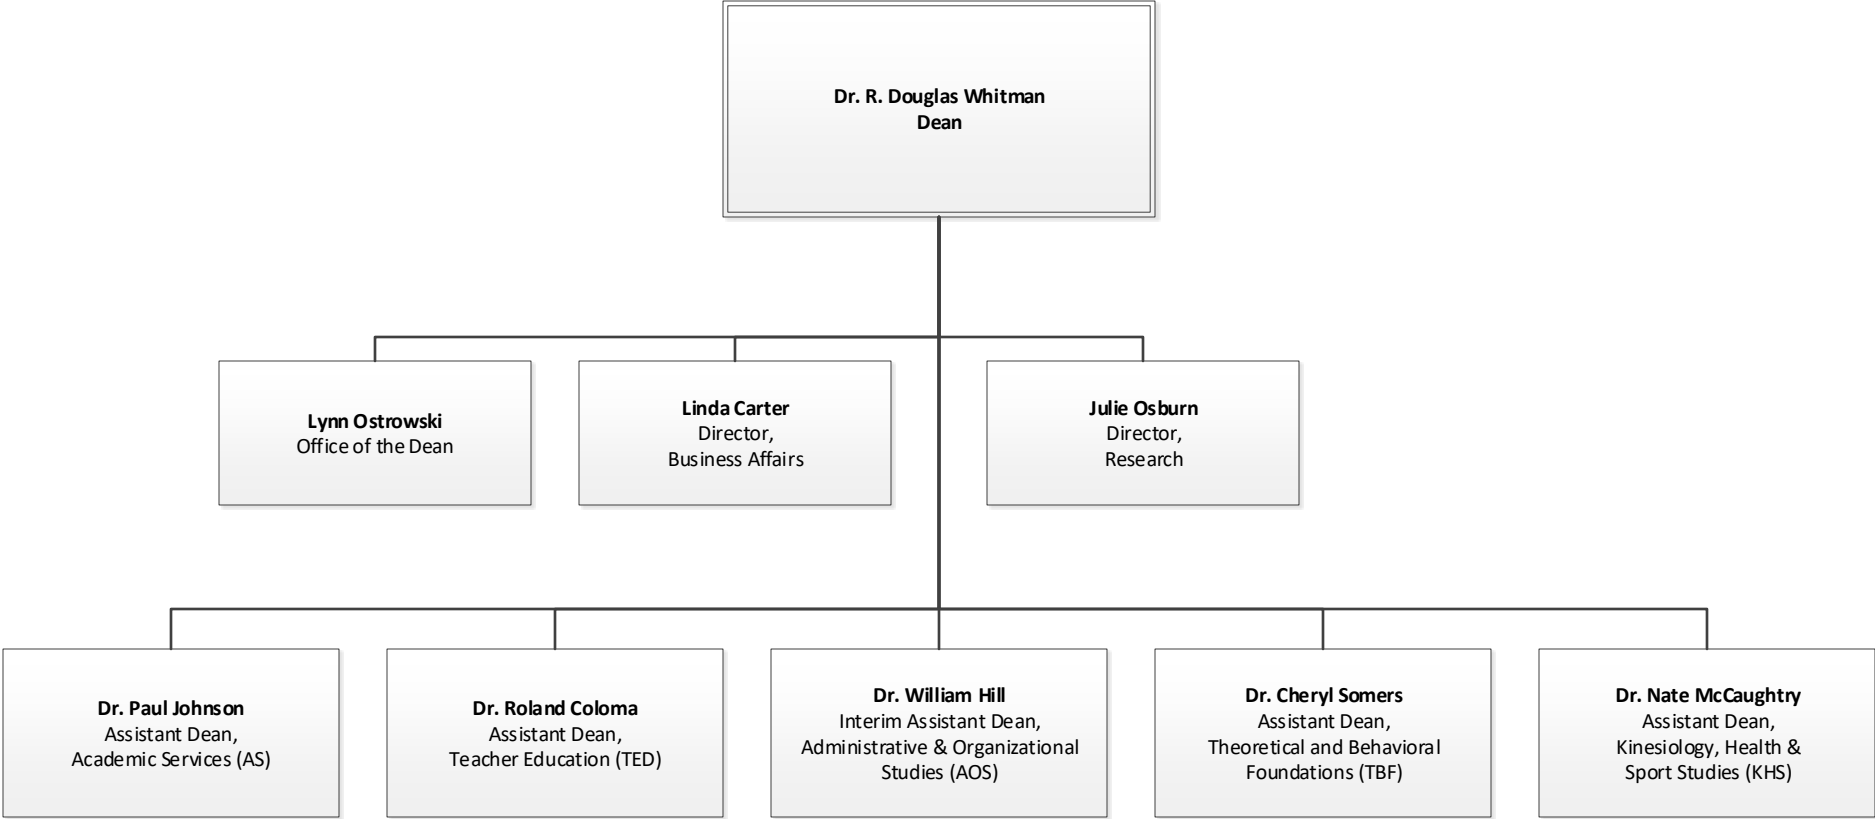 Dr. R. Douglas Whitman
Dean
Lynn Ostrowski
Office of the Dean
Linda Carter
Director,
Business Affairs
Julie Osburn
Director,
Research
Dr. Paul Johnson
Assistant Dean,
Academic Services (AS)
Dr. Roland Coloma
Assistant Dean,
Teacher Education (TED)
Dr. William Hill
Interim Assistant Dean,
Administrative & Organizational
Studies (AOS)
Dr. Cheryl Somers
Assistant Dean,
Theoretical and Behavioral
Foundations (TBF)
Dr. Nate McCaughtry
Assistant Dean,
Kinesiology, Health &
Sport Studies (KHS)